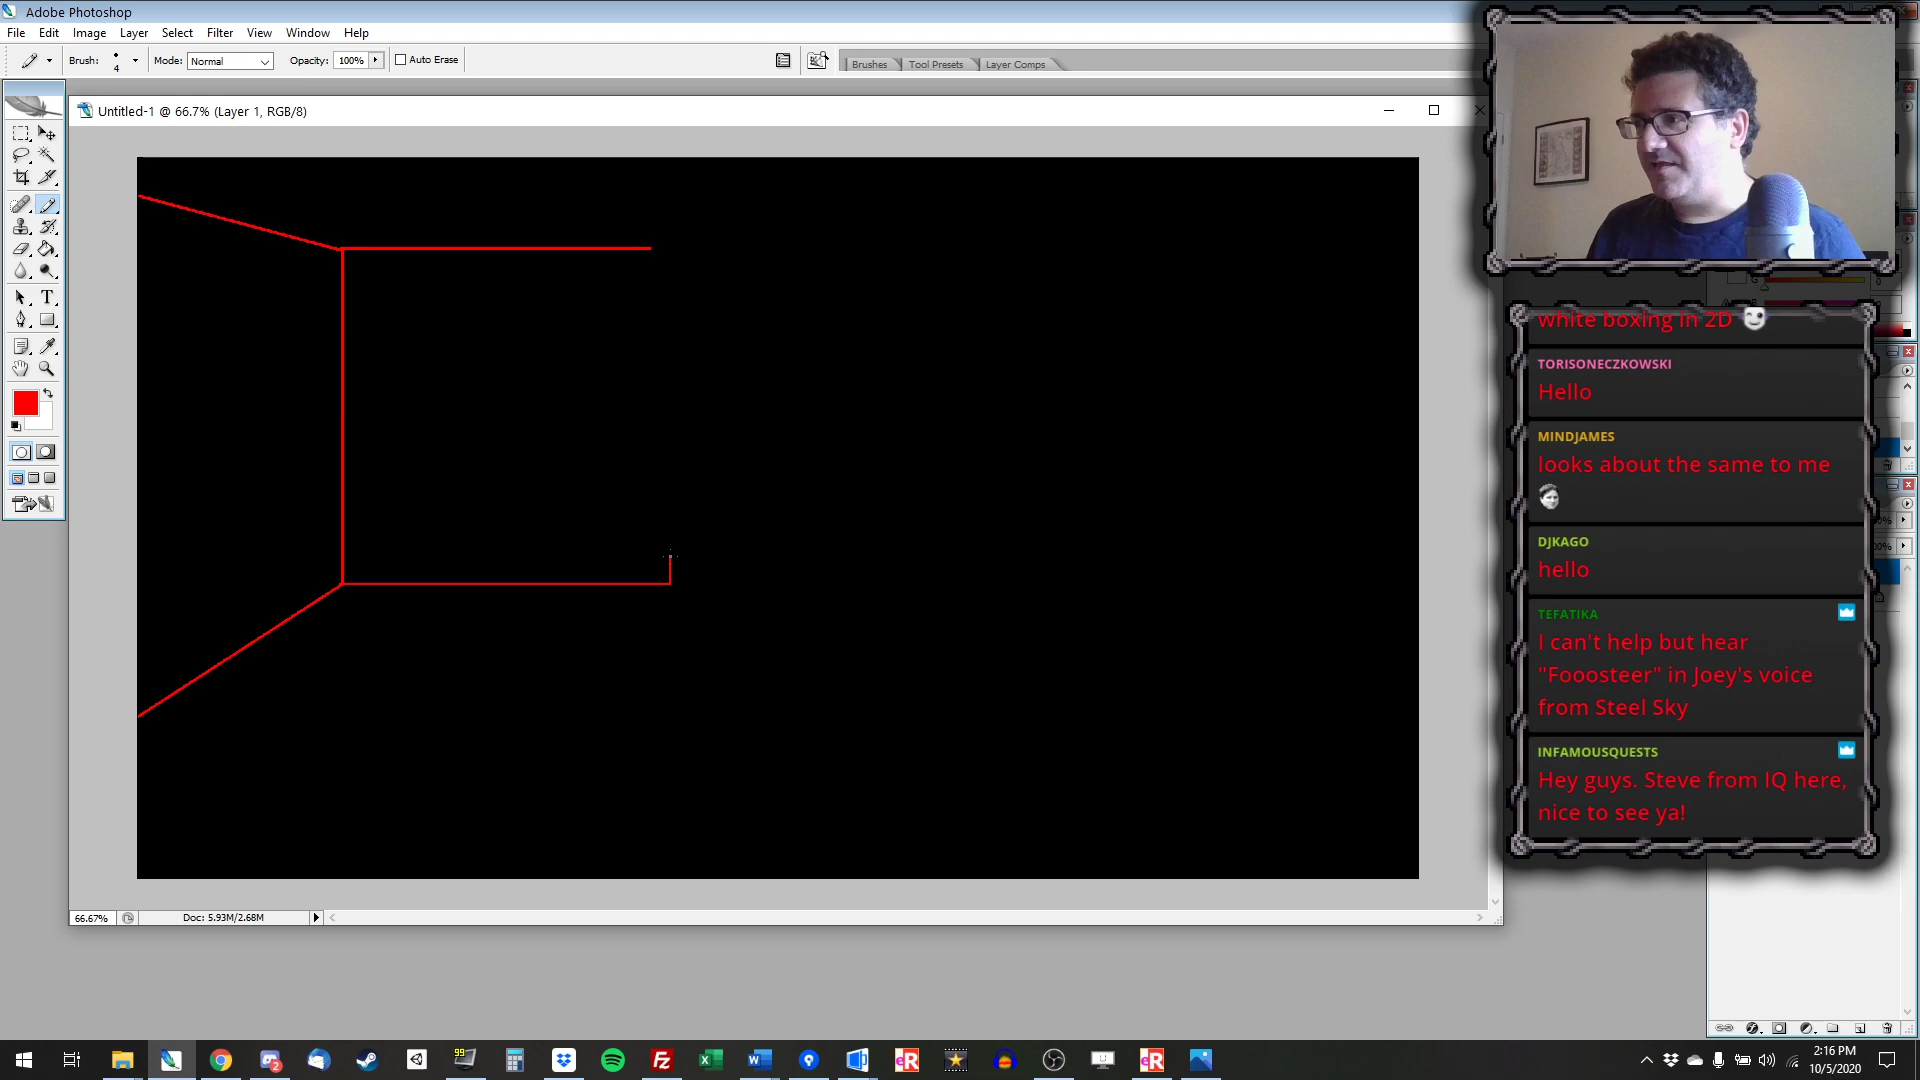 Adobe Photoshop
File Edit Image Layer Select Filter View Window Help
Brush: 4 Mode: Normal Opacity: 100% Auto Erase
Brushes Tool Presets Layer Comps
Untitled-1 @ 66.7% (Layer 1, RGB/8)
white boxing in 2D
TORISONECZKOWSKI
Hello
MINDJAMES
looks about the same to me
DJKAGO
hello
TEFATIKA
I can't help but hear
"Fooosteer" in Joey's voice
from Steel Sky
INFAMOUSQUESTS
Hey guys. Steve from IQ here,
nice to see ya!
66.67% Doc: 5.93M/2.68M
2:16 PM
10/5/2020